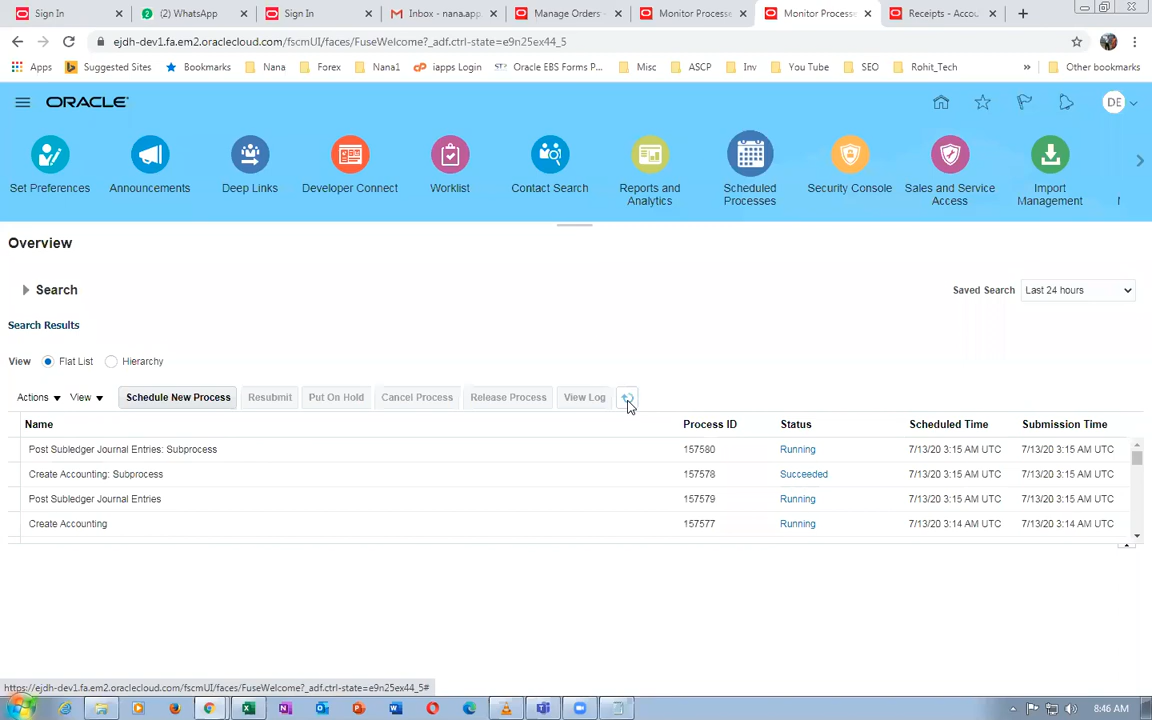 Sign In
(2) WhatsApp
Sign In
Inbox - nana.app
Manage Orders -
Monitor Processe
Monitor Processe
Receipts - Accou
ejdh-dev1.fa.em2.oraclecloud.com/fscmUI/faces/FuseWelcome?_adf.ctrl-state=e9n25ex44_5
Apps
Suggested Sites
Bookmarks
Nana
Forex
Nana1
iapps Login
Oracle EBS Forms P...
Misc
ASCP
Inv
You Tube
SEO
Rohit_Tech
»
Other bookmarks
ORACLE
DE
Set Preferences
Announcements
Deep Links
Developer Connect
Worklist
Contact Search
Reports and
Analytics
Scheduled
Processes
Security Console
Sales and Service
Access
Import
Management
Overview
Search
Saved Search
Last 24 hours
Search Results
View
Flat List
Hierarchy
Actions
View
Schedule New Process
Resubmit
Put On Hold
Cancel Process
Release Process
View Log
Name Process ID Status Scheduled Time Submission Time
Post Subledger Journal Entries: Subprocess 157580 Running 7/13/20 3:15 AM UTC 7/13/20 3:15 AM UTC
Create Accounting: Subprocess 157578 Succeeded 7/13/20 3:15 AM UTC 7/13/20 3:15 AM UTC
Post Subledger Journal Entries 157579 Running 7/13/20 3:15 AM UTC 7/13/20 3:15 AM UTC
Create Accounting 157577 Running 7/13/20 3:14 AM UTC 7/13/20 3:14 AM UTC
https://ejdh-dev1.fa.em2.oraclecloud.com/fscmUI/faces/FuseWelcome?_adf.ctrl-state=e9n25ex44_5#
8:46 AM